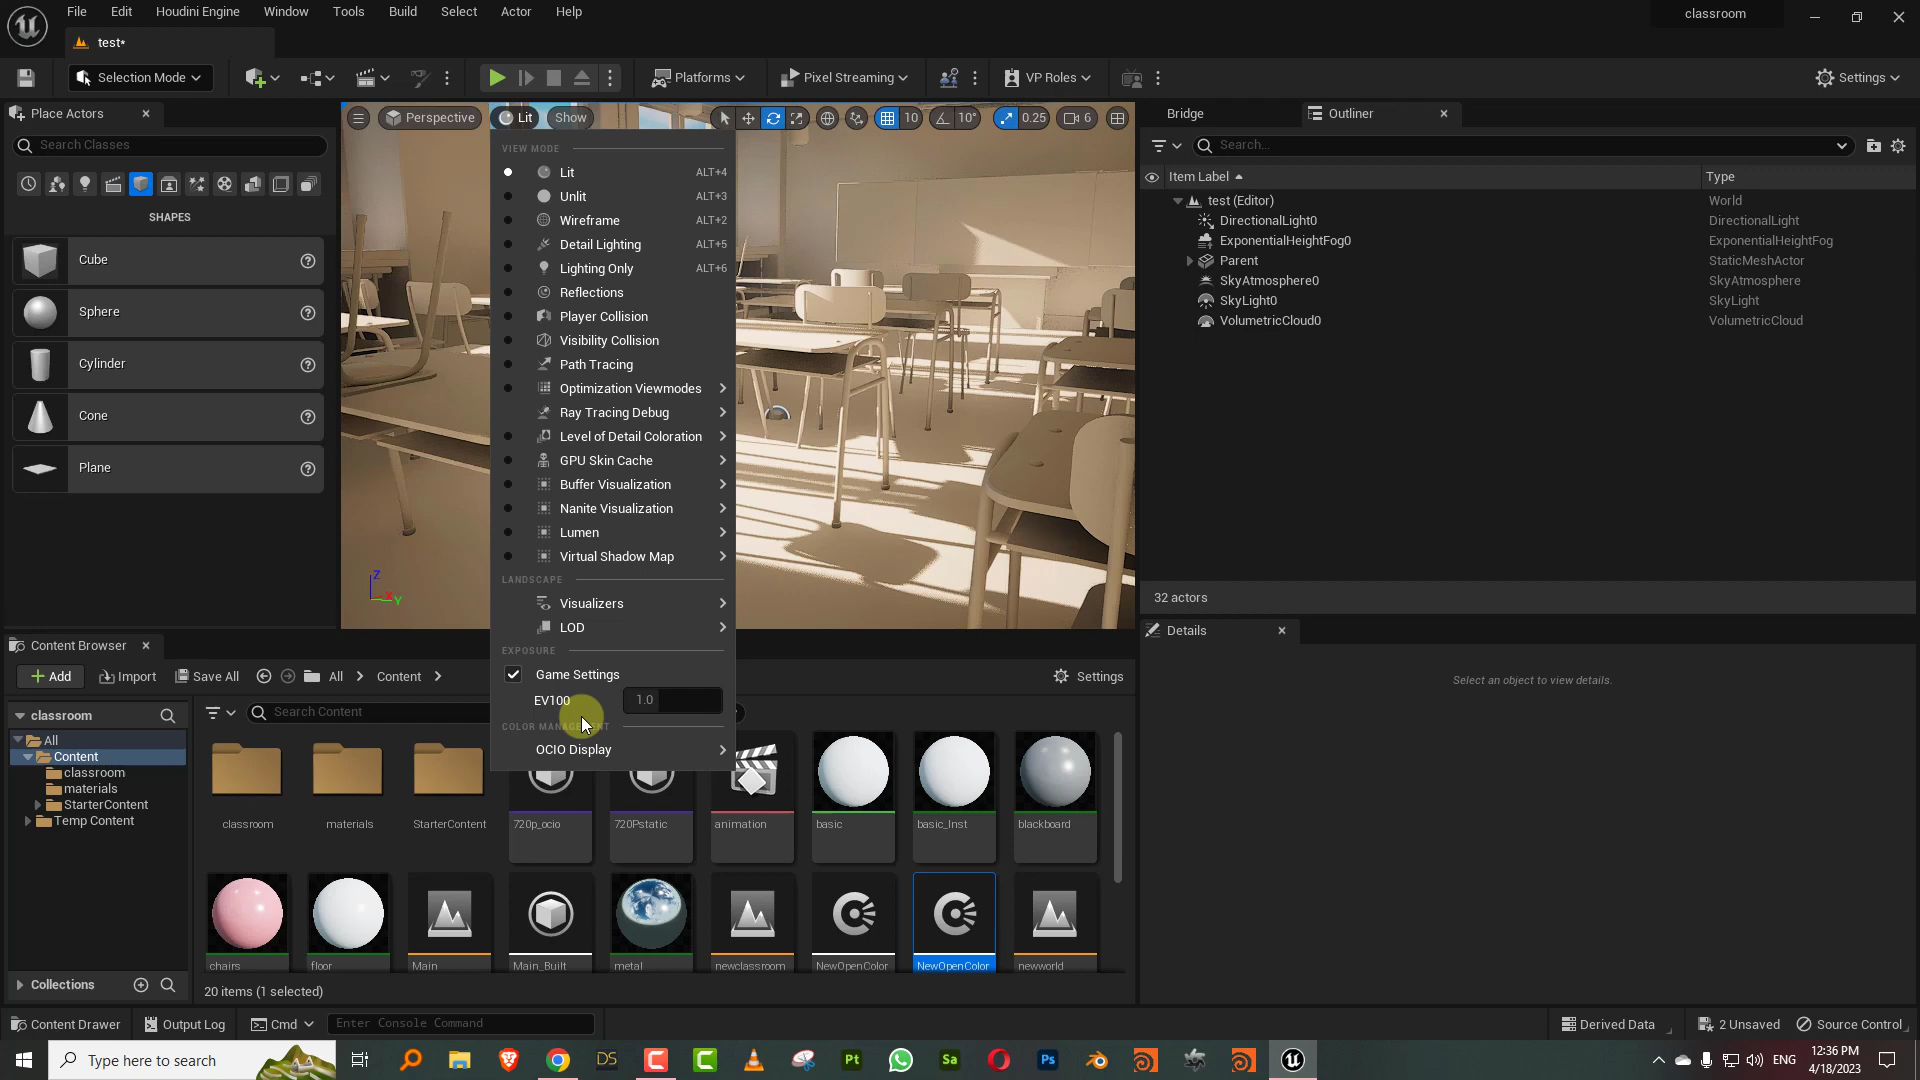 File Edit Houdini Engine Window Tools Build Select Actor Help
classroom
test*
Selection Mode
Platforms
Pixel Streaming
VP Roles
Settings
Place Actors
Search Classes
SHAPES
Cube
Sphere
Cylinder
Cone
Plane
Perspective
Lit
Show
10
10°
0.25
6
VIEW MODE
Lit ALT+4
Unlit ALT+3
Wireframe ALT+2
Detail Lighting ALT+5
Lighting Only ALT+6
Reflections
Player Collision
Visibility Collision
Path Tracing
Optimization Viewmodes
Ray Tracing Debug
Level of Detail Coloration
GPU Skin Cache
Buffer Visualization
Nanite Visualization
Lumen
Virtual Shadow Map
LANDSCAPE
Visualizers
LOD
EXPOSURE
Game Settings
EV100 1.0
COLOR MANAGEMENT
OCIO Display
Z
X
Y
Bridge
Outliner
Search...
Item Label Type
test (Editor) World
DirectionalLight0 DirectionalLight
ExponentialHeightFog0 ExponentialHeightFog
Parent StaticMeshActor
SkyAtmosphere0 SkyAtmosphere
SkyLight0 SkyLight
VolumetricCloud0 VolumetricCloud
32 actors
Details
Select an object to view details.
Content Browser
Add Import Save All All Content Settings
classroom
Search Content
All
Content
classroom
materials
StarterContent
Temp Content
Collections
classroom materials StarterContent 720p_ocio 720Pstatic animation basic basic_Inst blackboard
chairs floor Main Main_Built metal newclassroom NewOpenColor NewOpenColor newworld
20 items (1 selected)
Content Drawer Output Log Cmd Enter Console Command Derived Data 2 Unsaved Source Control
Type here to search
DS
Pt
Sa
Ps
ENG
12:36 PM
4/18/2023